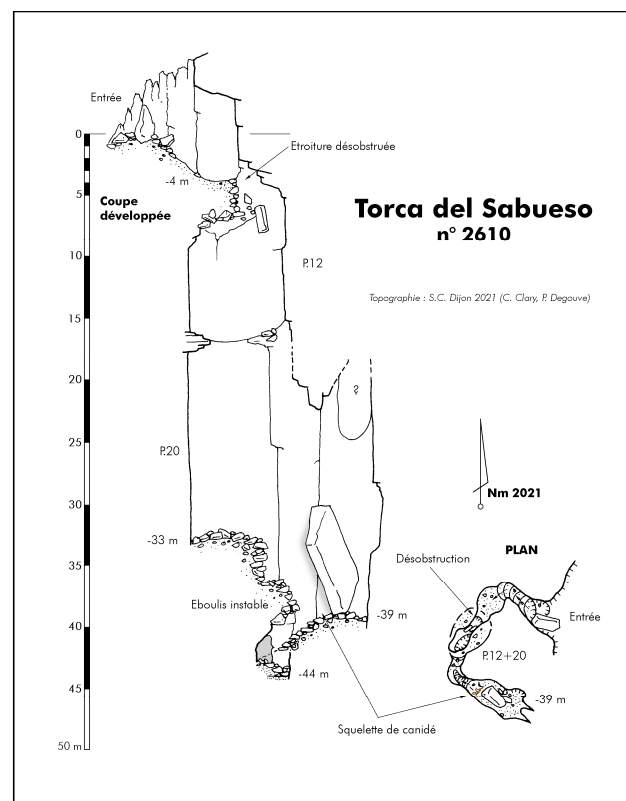 Entrée
0
Etroiture désobstruée
-4 m
Coupe
développée
5
Torca del Sabueso
n° 2610
10
P.12
Topographie : S.C. Dijon 2021 (C. Clary, P. Degouve)
15
20
?
25
P.20
30
Nm 2021
-33 m
35
PLAN
Désobstruction
Eboulis instable
-39 m
Entrée
40
P.12+20
-44 m
45
-39 m
Squelette de canidé
50 m